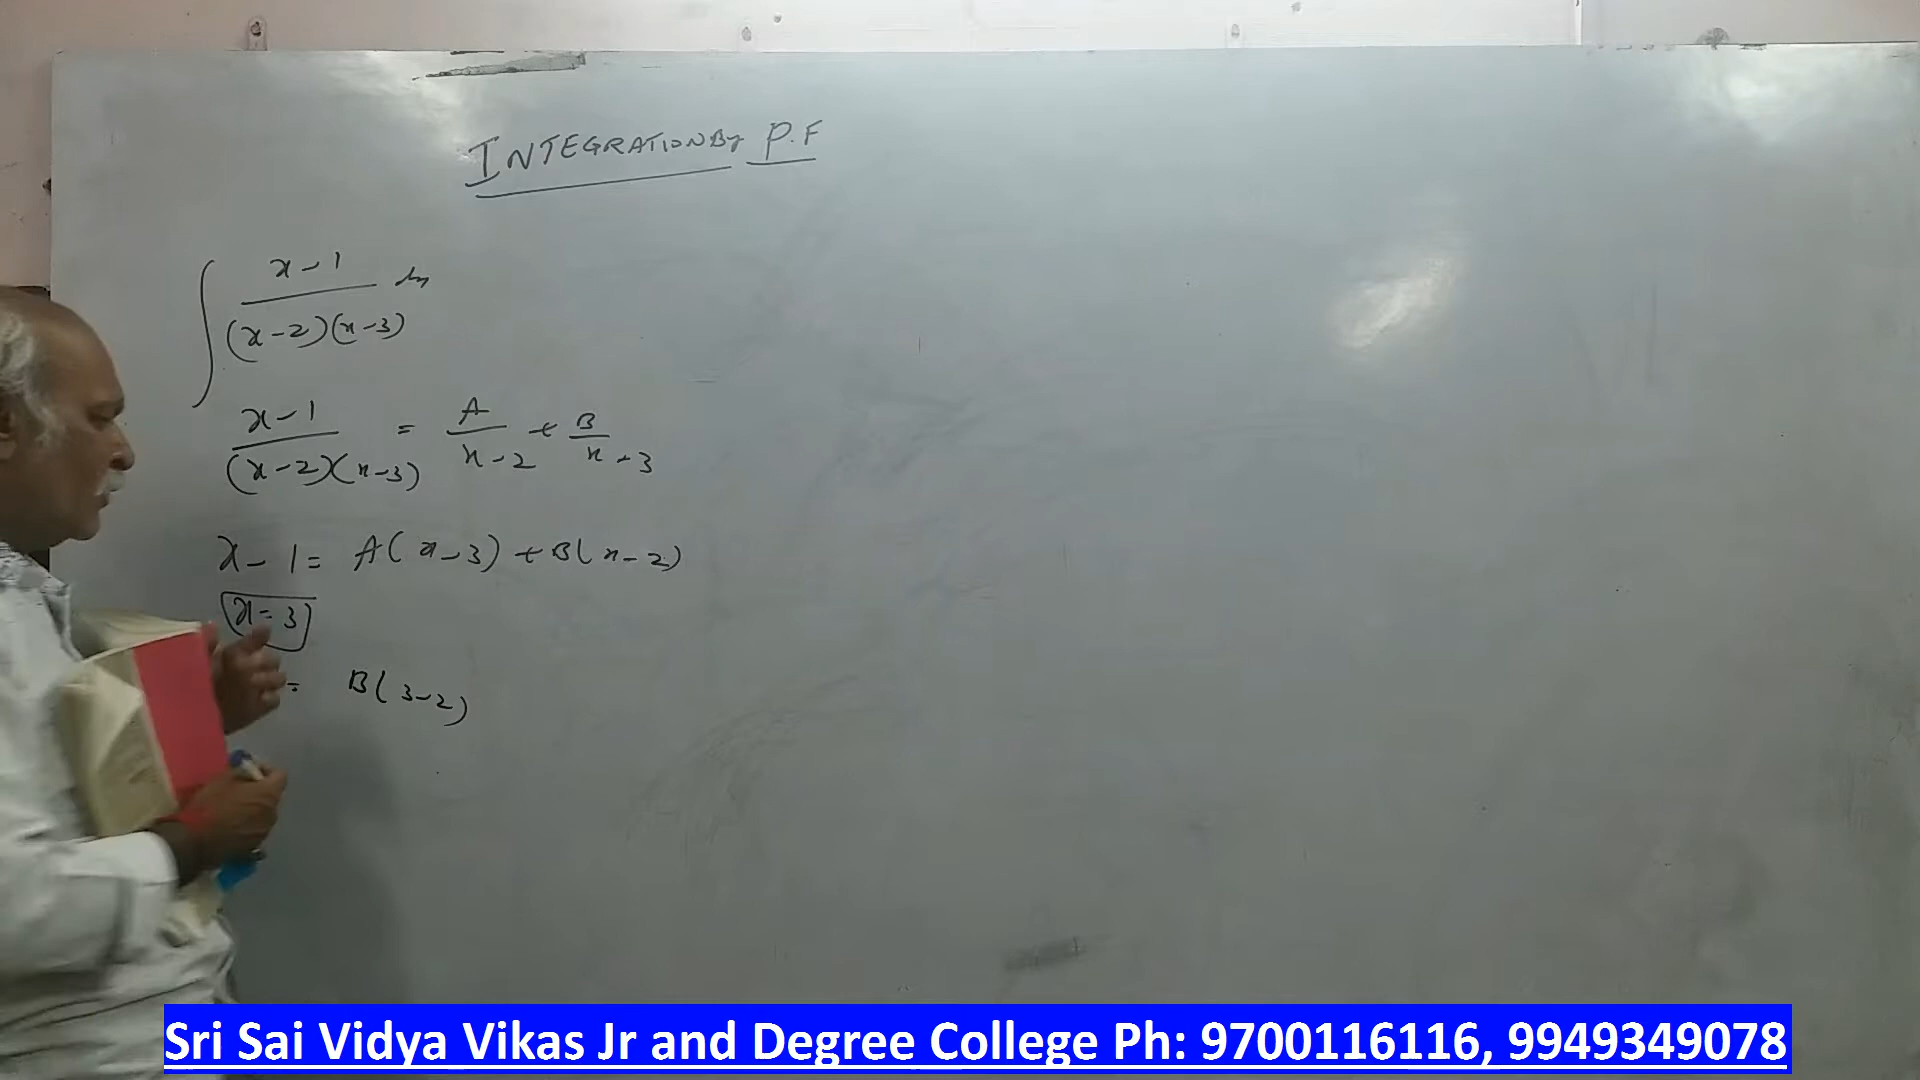 INTEGRATION By P.F
∫ x-1 / (x-2)(x-3) dx
x-1 / (x-2)(x-3) = A / x-2 + B / x-3
x-1 = A(x-3) + B(x-2)
x=3
= B(3-2)
Sri Sai Vidya Vikas Jr and Degree College Ph: 9700116116, 9949349078